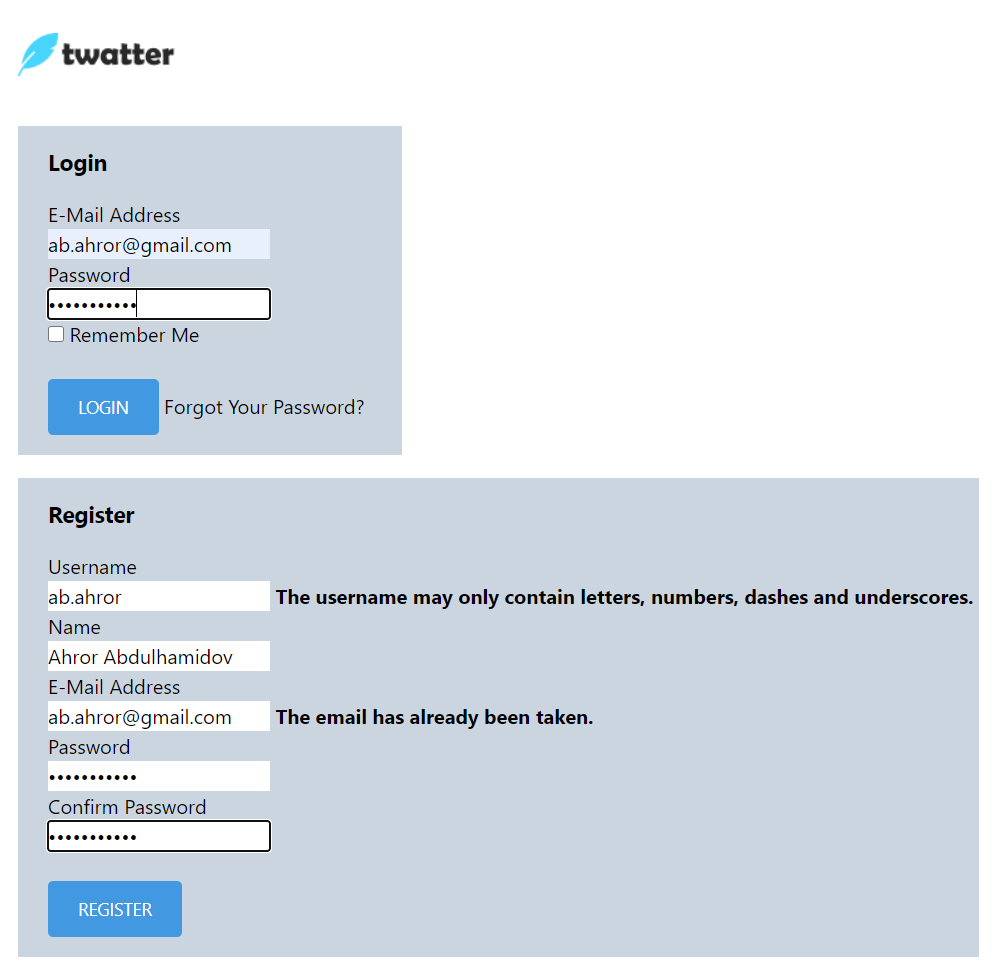 twatter
Login
E-Mail Address
ab.ahror@gmail.com
Password
•••••••••••
Remember Me
LOGIN Forgot Your Password?
Register
Username
ab.ahror The username may only contain letters, numbers, dashes and underscores.
Name
Ahror Abdulhamidov
E-Mail Address
ab.ahror@gmail.com The email has already been taken.
Password
•••••••••••
Confirm Password
•••••••••••
REGISTER